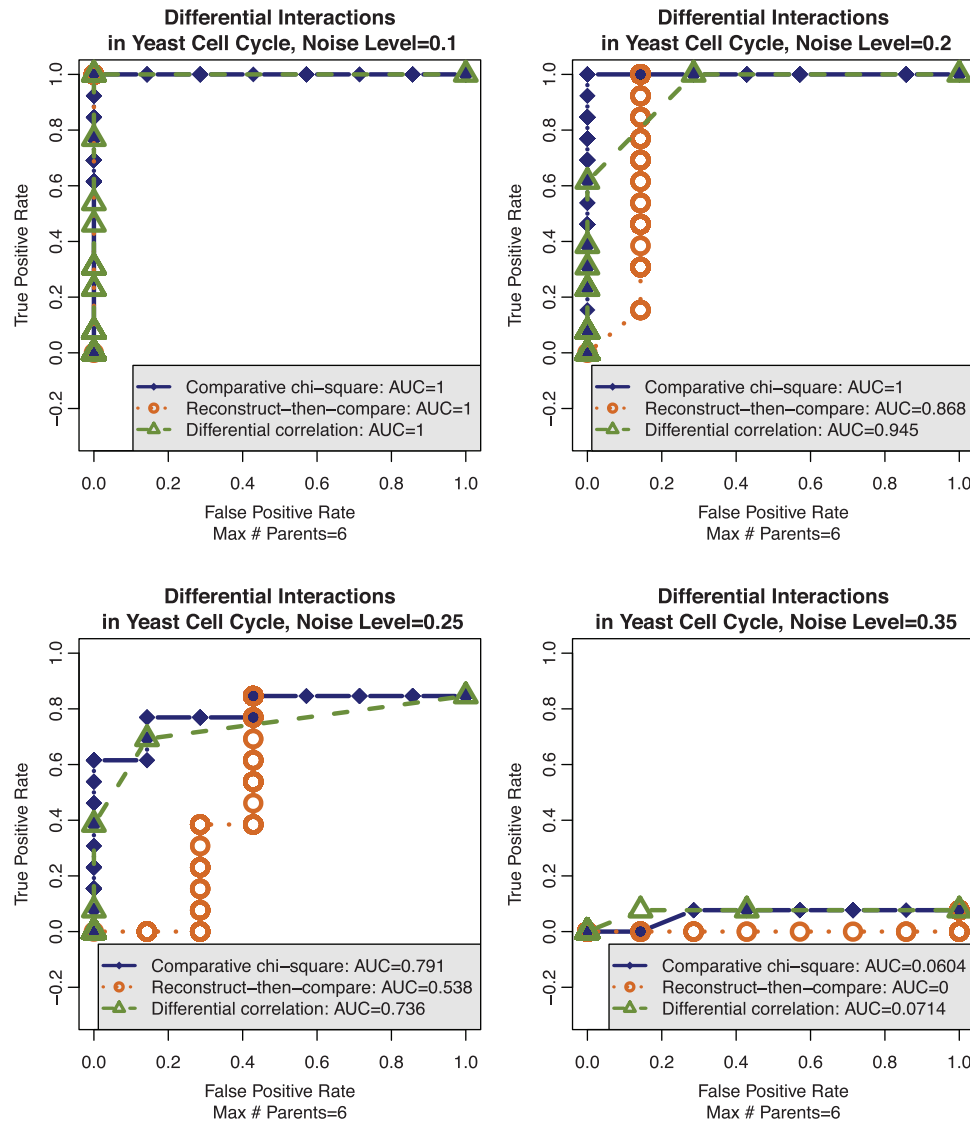 Differential Interactions
in Yeast Cell Cycle, Noise Level=0.1
True Positive Rate
1.0
0.8
0.6
0.4
0.2
0.0
−0.2
Comparative chi−square: AUC=1
Reconstruct−then−compare: AUC=1
Differential correlation: AUC=1
0.0 0.2 0.4 0.6 0.8 1.0
False Positive Rate
Max # Parents=6
Differential Interactions
in Yeast Cell Cycle, Noise Level=0.2
True Positive Rate
1.0
0.8
0.6
0.4
0.2
0.0
−0.2
Comparative chi−square: AUC=1
Reconstruct−then−compare: AUC=0.868
Differential correlation: AUC=0.945
0.0 0.2 0.4 0.6 0.8 1.0
False Positive Rate
Max # Parents=6
Differential Interactions
in Yeast Cell Cycle, Noise Level=0.25
True Positive Rate
1.0
0.8
0.6
0.4
0.2
0.0
−0.2
Comparative chi−square: AUC=0.791
Reconstruct−then−compare: AUC=0.538
Differential correlation: AUC=0.736
0.0 0.2 0.4 0.6 0.8 1.0
False Positive Rate
Max # Parents=6
Differential Interactions
in Yeast Cell Cycle, Noise Level=0.35
True Positive Rate
1.0
0.8
0.6
0.4
0.2
0.0
−0.2
Comparative chi−square: AUC=0.0604
Reconstruct−then−compare: AUC=0
Differential correlation: AUC=0.0714
0.0 0.2 0.4 0.6 0.8 1.0
False Positive Rate
Max # Parents=6